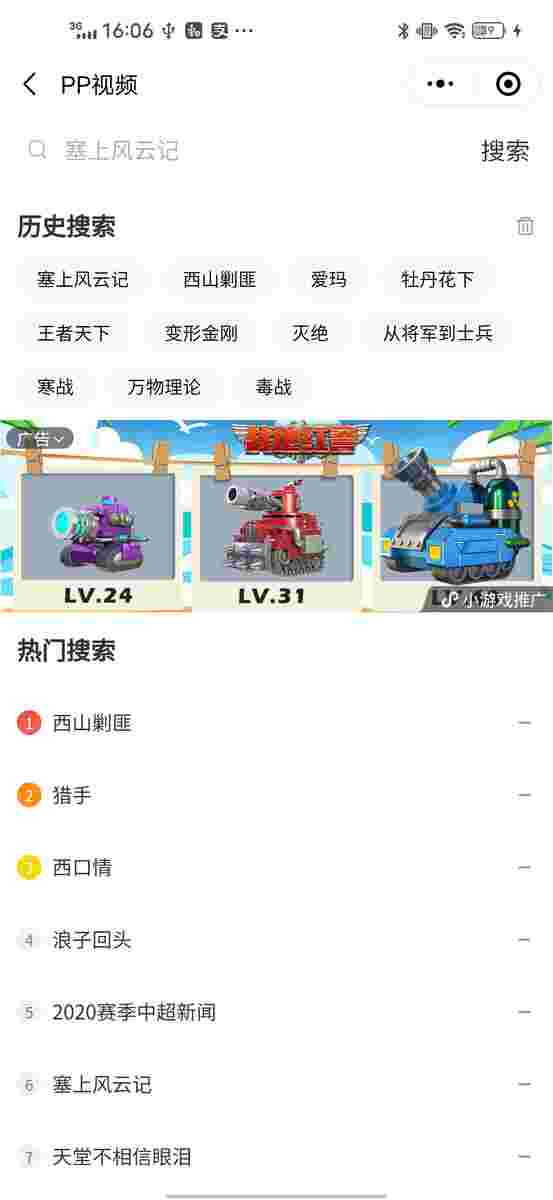 3G 16:06
PP视频
塞上风云记 搜索
历史搜索
塞上风云记 西山剿匪 爱玛 牡丹花下
王者天下 变形金刚 灭绝 从将军到士兵
寒战 万物理论 毒战
广告
LV.24 LV.31
小游戏推广
热门搜索
1 西山剿匪
2 猎手
3 西口情
4 浪子回头
5 2020赛季中超新闻
6 塞上风云记
7 天堂不相信眼泪